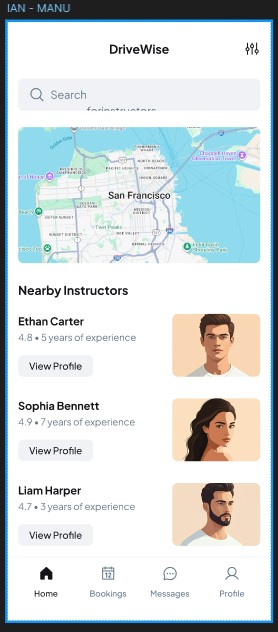 IAN - MANU
DriveWise
Search
forinstructors
San Francisco
Nearby Instructors
Ethan Carter
4.8 • 5 years of experience
View Profile
Sophia Bennett
4.9 • 7 years of experience
View Profile
Liam Harper
4.7 • 3 years of experience
View Profile
12
Home
Bookings
Messages
Profile